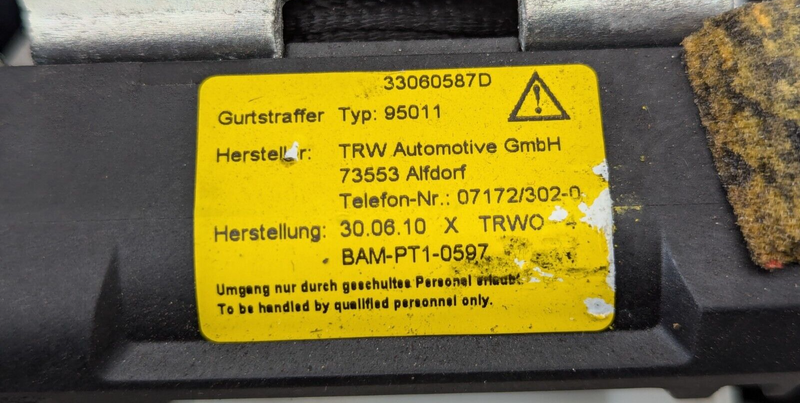 33060587D
Gurtstraffer Typ: 95011
Hersteller: TRW Automotive GmbH
73553 Alfdorf
Telefon-Nr.: 07172/302-0
Herstellung: 30.06.10 X TRWO
BAM-PT1-0597
Umgang nur durch geschultes Personal erlaubt.
To be handled by qualified personnel only.